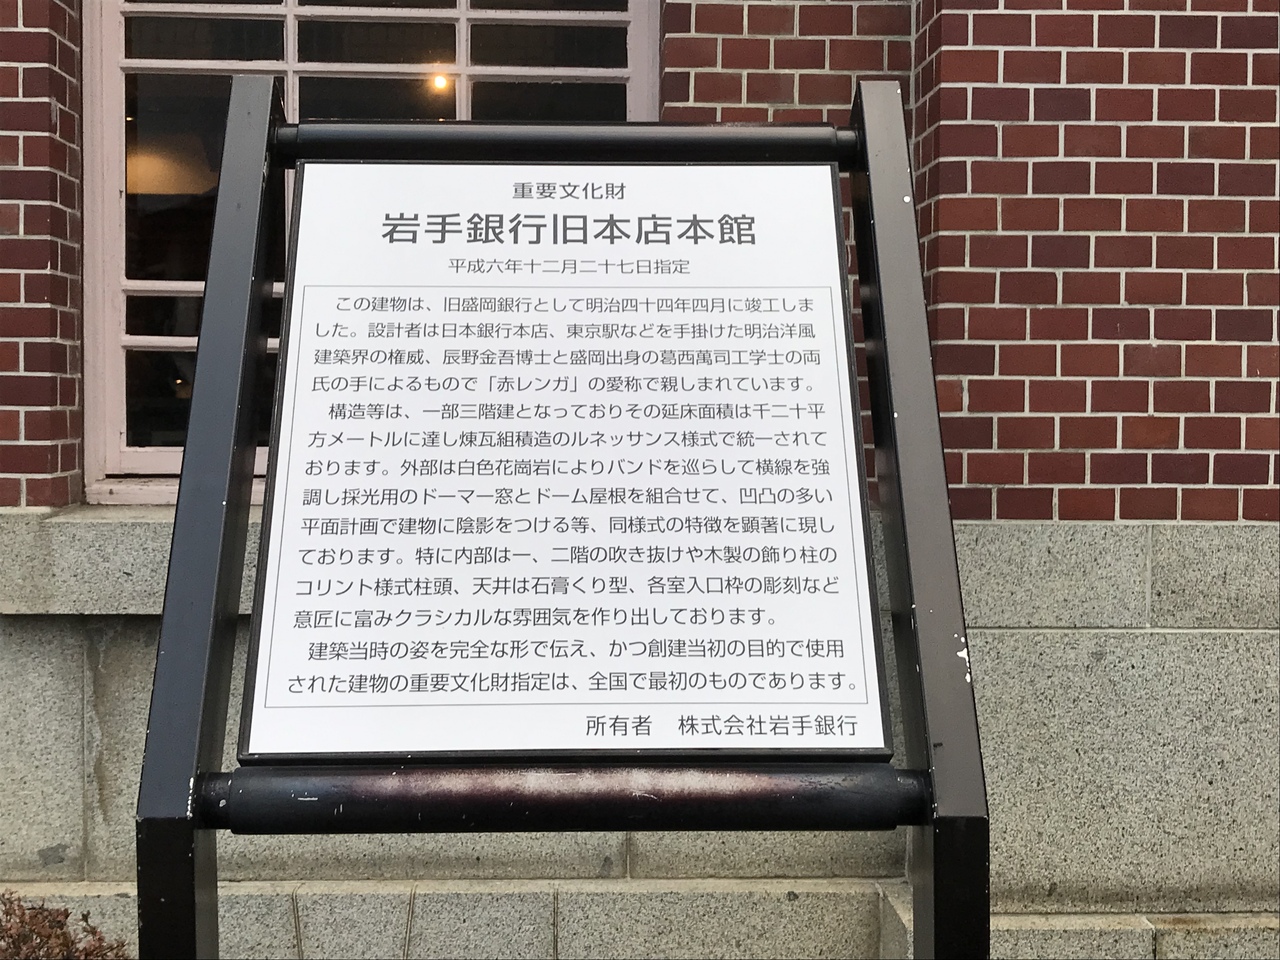 重要文化財
岩手銀行旧本店本館
平成六年十二月二十七日指定
この建物は、旧盛岡銀行として明治四十四年四月に竣工しま
した。設計者は日本銀行本店、東京駅などを手掛けた明治洋風
建築界の権威、辰野金吾博士と盛岡出身の葛西萬司工学士の両
氏の手によるもので「赤レンガ」の愛称で親しまれています。
構造等は、一部三階建となっておりその延床面積は千二十平
方メートルに達し煉瓦組積造のルネッサンス様式で統一されて
おります。外部は白色花崗岩によりバンドを巡らして横線を強
調し採光用のドーマー窓とドーム屋根を組合せて、凹凸の多い
平面計画で建物に陰影をつける等、同様式の特徴を顕著に現し
ております。特に内部は一、二階の吹き抜けや木製の飾り柱の
コリント様式柱頭、天井は石膏くり型、各室入口枠の彫刻など
意匠に富みクラシカルな雰囲気を作り出しております。
建築当時の姿を完全な形で伝え、かつ創建当初の目的で使用
された建物の重要文化財指定は、全国で最初のものであります。
所有者　株式会社岩手銀行